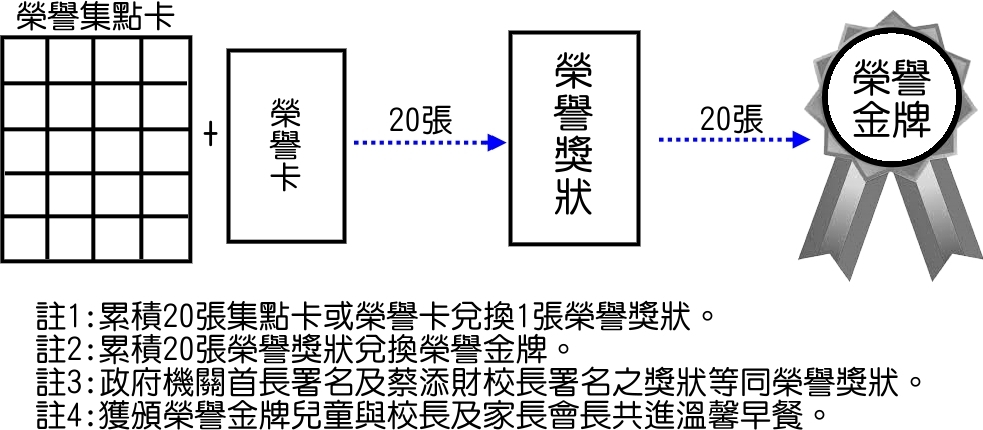 榮譽集點卡
+
榮譽卡
20張
榮譽獎狀
20張
榮譽
金牌
註1:累積20張集點卡或榮譽卡兌換1張榮譽獎狀。
註2:累積20張榮譽獎狀兌換榮譽金牌。
註3:政府機關首長署名及蔡添財校長署名之獎狀等同榮譽獎狀。
註4:獲頒榮譽金牌兒童與校長及家長會長共進溫馨早餐。